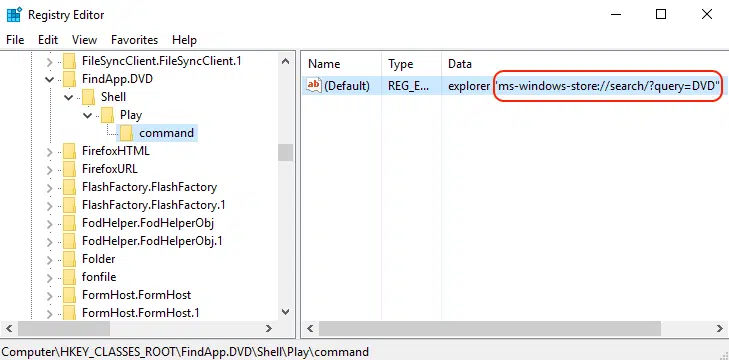 Registry Editor
File Edit View Favorites Help
FileSyncClient.FileSyncClient.1
FindApp.DVD
Shell
Play
command
FirefoxHTML
FirefoxURL
FlashFactory.FlashFactory
FlashFactory.FlashFactory.1
FodHelper.FodHelperObj
FodHelper.FodHelperObj.1
Folder
fonfile
FormHost.FormHost
FormHost.FormHost.1
Name Type Data
ab (Default) REG_E... explorer "ms-windows-store://search/?query=DVD"
Computer\HKEY_CLASSES_ROOT\FindApp.DVD\Shell\Play\command